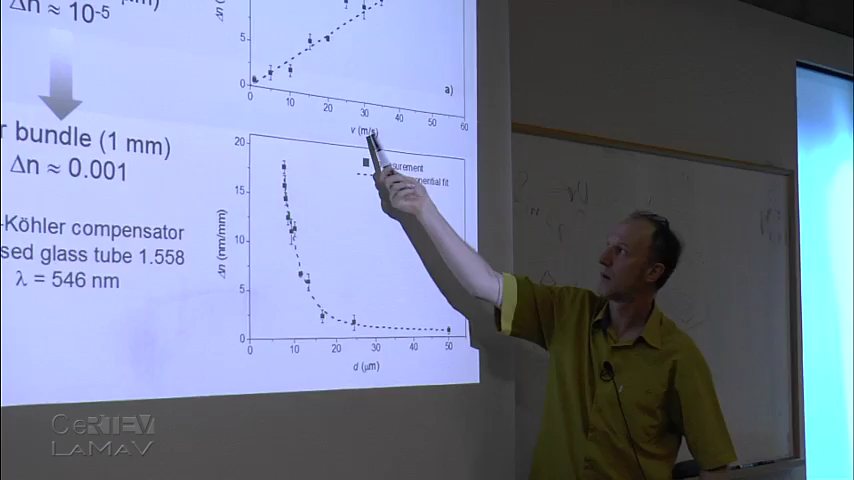 Δn ≈ 10-5
r bundle (1 mm)
Δn ≈ 0.001
-Köhler compensator
sed glass tube 1.558
λ = 546 nm
5
0
0
10
20
30
40
50
60
v (m/s)
a)
20
15
10
5
0
Δn (nm/mm)
0
10
20
30
40
50
d (μm)
fit
CeRTEV
LaMaV